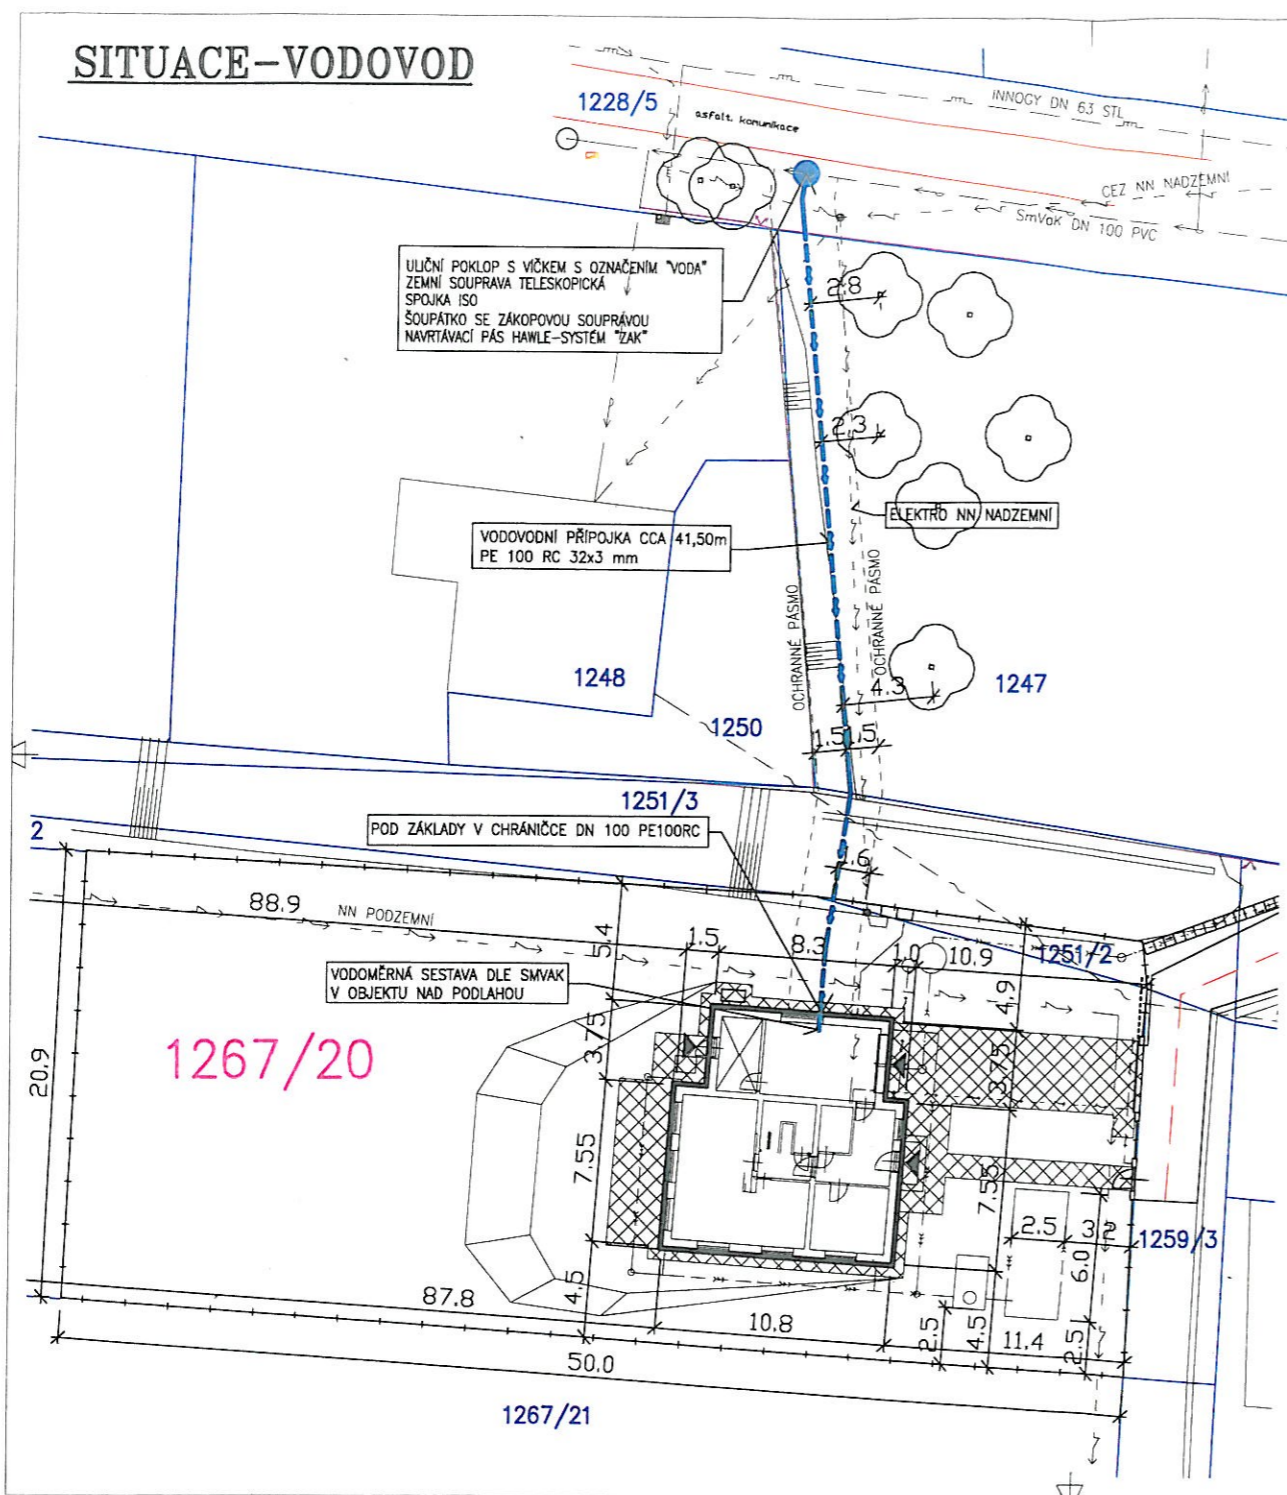 SITUACE-VODOVOD
1228/5
asfalt. komunikace
INNOGY DN 63 STL
CEZ NN NADZEMNÍ
SmVaK DN 100 PVC
ULIČNÍ POKLOP S VÍČKEM S OZNAČENÍM "VODA"
ZEMNÍ SOUPRAVA TELESKOPICKÁ
SPOJKA ISO
ŠOUPÁTKO SE ZÁKOPOVOU SOUPRAVOU
NAVRTÁVACÍ PÁS HAWLE-SYSTÉM "ŽAK"
2.8
2.3
ELEKTRO NN NADZEMNÍ
VODOVODNÍ PŘÍPOJKA CCA 41,50m
PE 100 RC 32x3 mm
OCHRANNÉ PÁSMO
OCHRANNÉ PÁSMO
1248
1247
4.3
1250
1.5
1.5
1251/3
2
POD ZÁKLADY V CHRÁNIČCE DN 100 PE100RC
1.6
88.9
NN PODZEMNÍ
5.4
1.5
8.3
1.0
10.9
1251/2
VODOMĚRNÁ SESTAVA DLE SMVAK
V OBJEKTU NAD PODLAHOU
4.9
3.75
3.75
1267/20
20.9
7.55
7.55
2.5
3.2
1259/3
6.0
87.8
4.5
10.8
2.5
4.5
11.4
2.5
50.0
1267/21